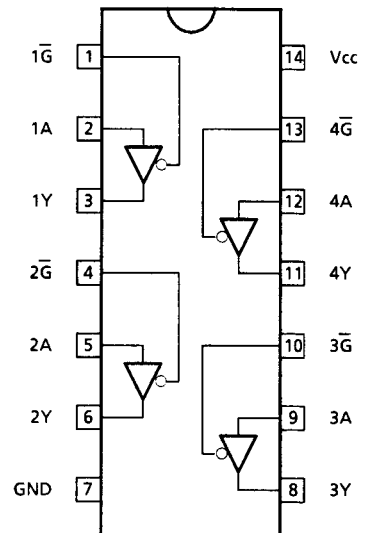 1G̅ 1 14 Vcc
1A 2 13 4G̅
1Y 3 12 4A
2G̅ 4 11 4Y
2A 5 10 3G̅
2Y 6 9 3A
GND 7 8 3Y